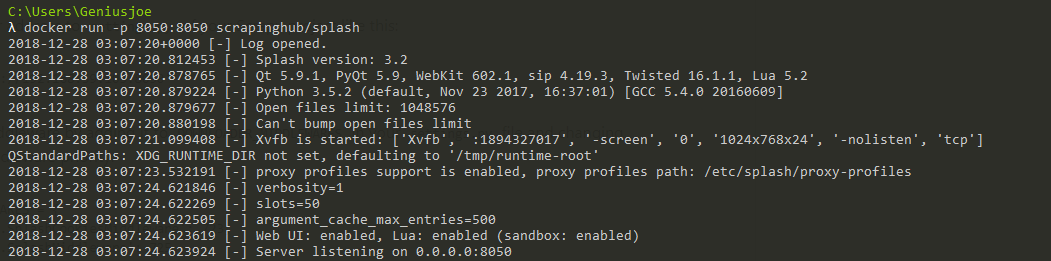 C:\Users\Geniusjoe
λ docker run -p 8050:8050 scrapinghub/splash
2018-12-28 03:07:20+0000 [-] Log opened.
2018-12-28 03:07:20.812453 [-] Splash version: 3.2
2018-12-28 03:07:20.878765 [-] Qt 5.9.1, PyQt 5.9, WebKit 602.1, sip 4.19.3, Twisted 16.1.1, Lua 5.2
2018-12-28 03:07:20.879224 [-] Python 3.5.2 (default, Nov 23 2017, 16:37:01) [GCC 5.4.0 20160609]
2018-12-28 03:07:20.879677 [-] Open files limit: 1048576
2018-12-28 03:07:20.880198 [-] Can't bump open files limit
2018-12-28 03:07:21.099408 [-] Xvfb is started: ['Xvfb', ':1894327017', '-screen', '0', '1024x768x24', '-nolisten', 'tcp']
QStandardPaths: XDG_RUNTIME_DIR not set, defaulting to '/tmp/runtime-root'
2018-12-28 03:07:23.532191 [-] proxy profiles support is enabled, proxy profiles path: /etc/splash/proxy-profiles
2018-12-28 03:07:24.621846 [-] verbosity=1
2018-12-28 03:07:24.622269 [-] slots=50
2018-12-28 03:07:24.622505 [-] argument_cache_max_entries=500
2018-12-28 03:07:24.623619 [-] Web UI: enabled, Lua: enabled (sandbox: enabled)
2018-12-28 03:07:24.623924 [-] Server listening on 0.0.0.0:8050